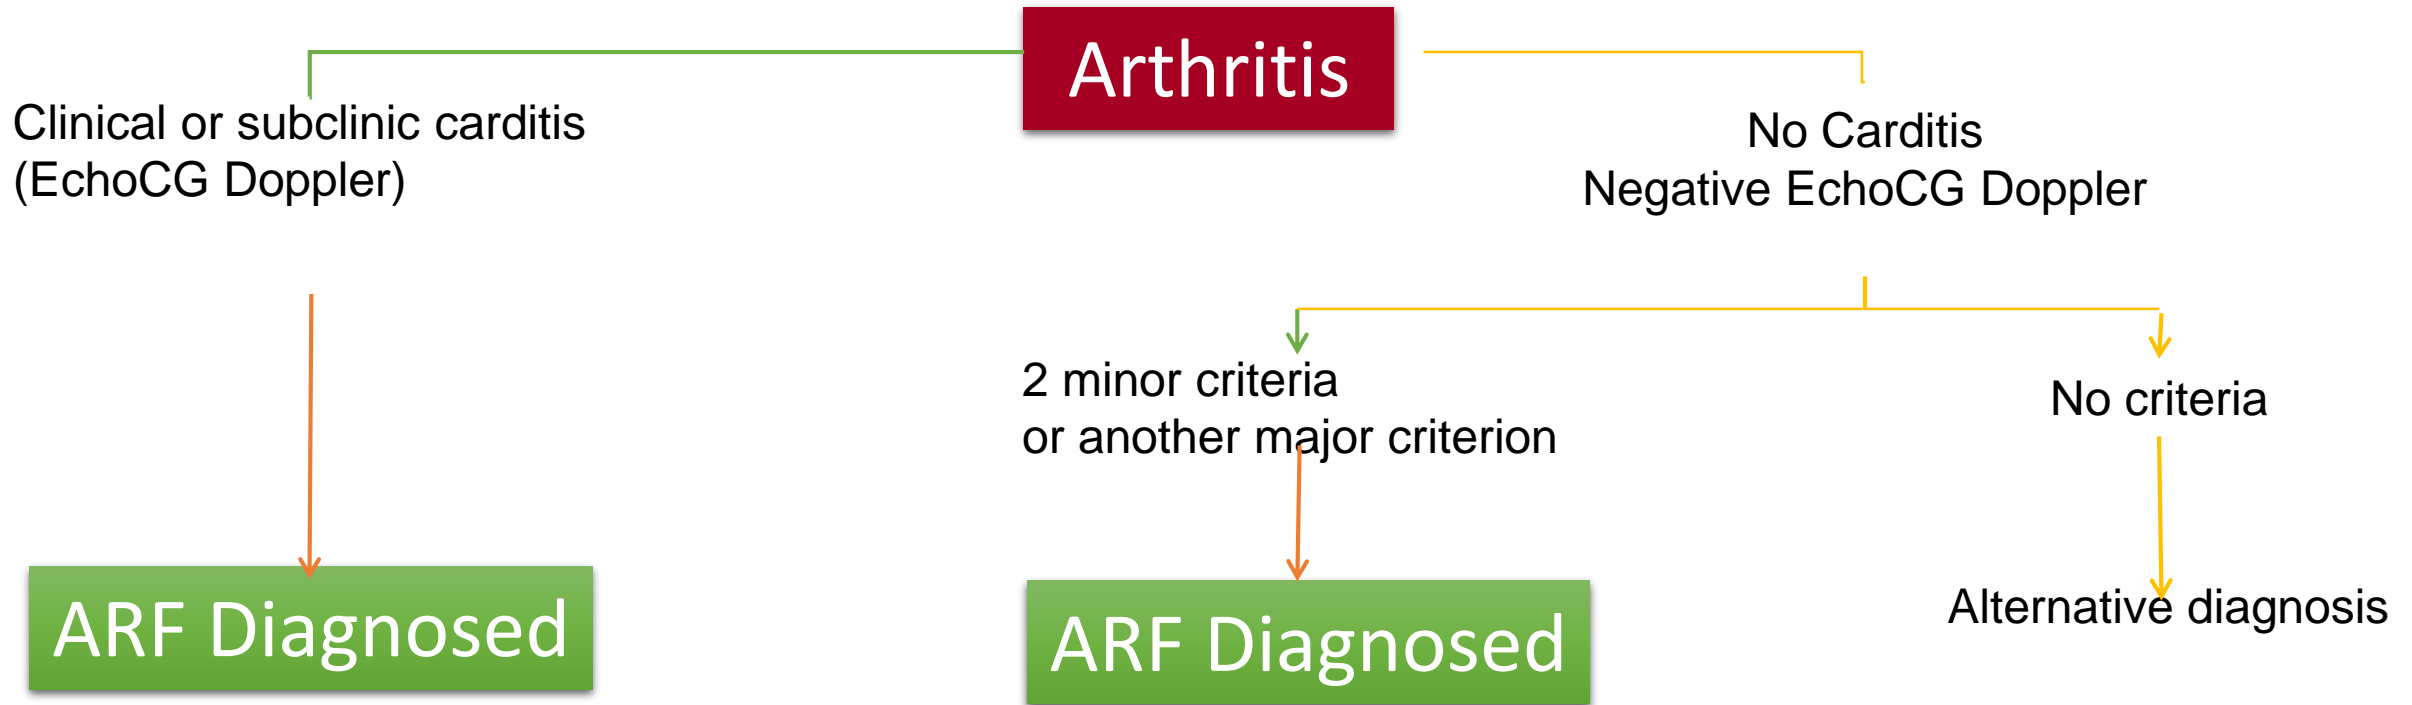 Arthritis
Clinical or subclinic carditis
(EchoCG Doppler)
No Carditis
Negative EchoCG Doppler
2 minor criteria
or another major criterion
No criteria
ARF Diagnosed
ARF Diagnosed
Alternative diagnosis